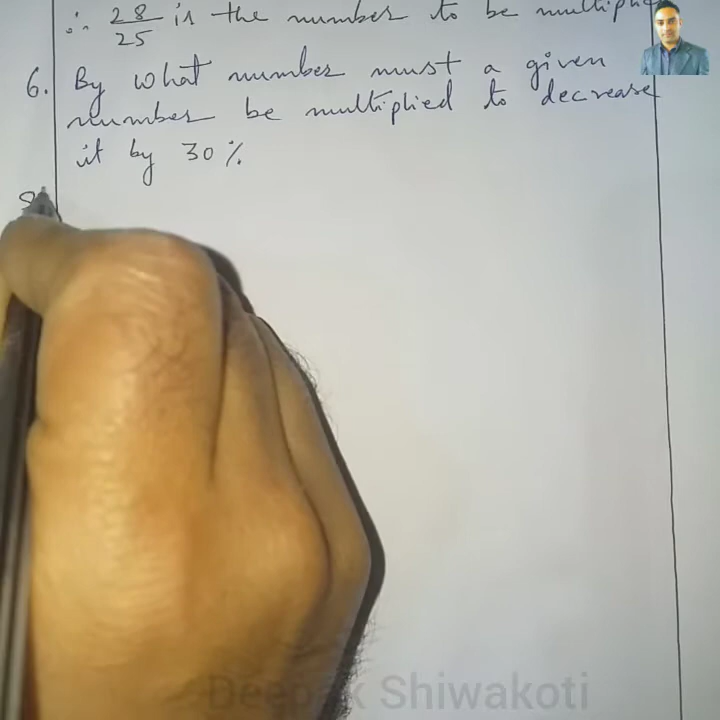 ∴ 28/25 is the number to be
6. By what number must a given
number be multiplied to decrease
it by 30%.
Deepak Shiwakoti